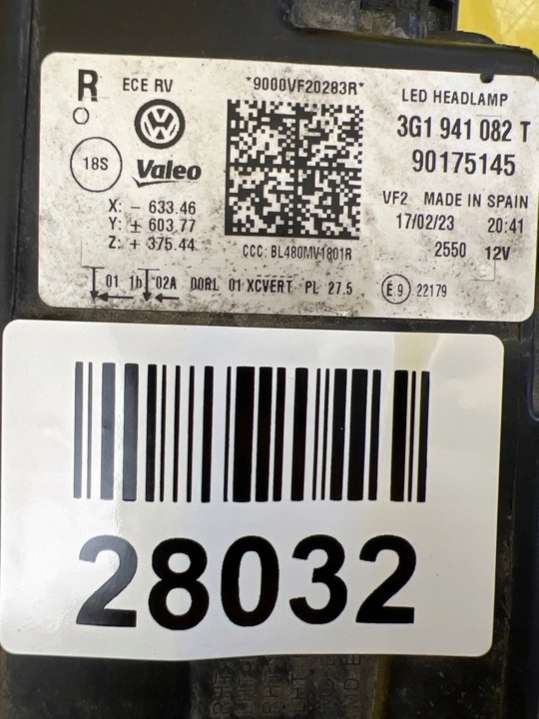 R ECE RV *9000VF20283R* LED HEADLAMP
3G1 941 082 T
18S Valeo 90175145
VF2 MADE IN SPAIN
X: - 633.46 17/02/23 20:41
Y: ± 603.77
Z: + 375.44 CCC: BL480MV1801R 2550 12V
01 1b 02A 00RL 01 XCVERT PL 27.5 E9 22179
28032